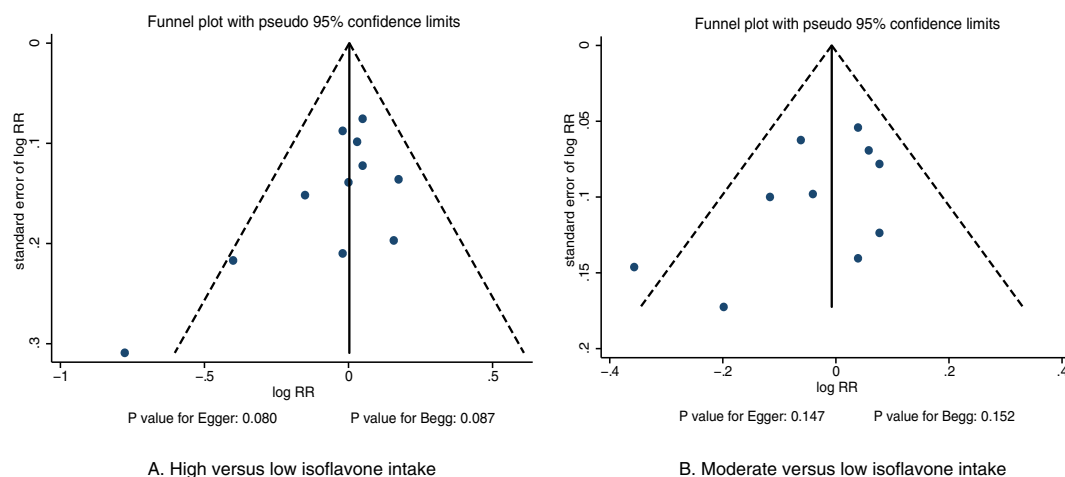 Funnel plot with pseudo 95% confidence limits
standard error of log RR
0
.1
.2
.3
-1
-.5
0
.5
log RR
P value for Egger: 0.080
P value for Begg: 0.087
A. High versus low isoflavone intake
Funnel plot with pseudo 95% confidence limits
standard error of log RR
0
.05
.1
.15
.2
-.4
-.2
0
.2
.4
log RR
P value for Egger: 0.147
P value for Begg: 0.152
B. Moderate versus low isoflavone intake